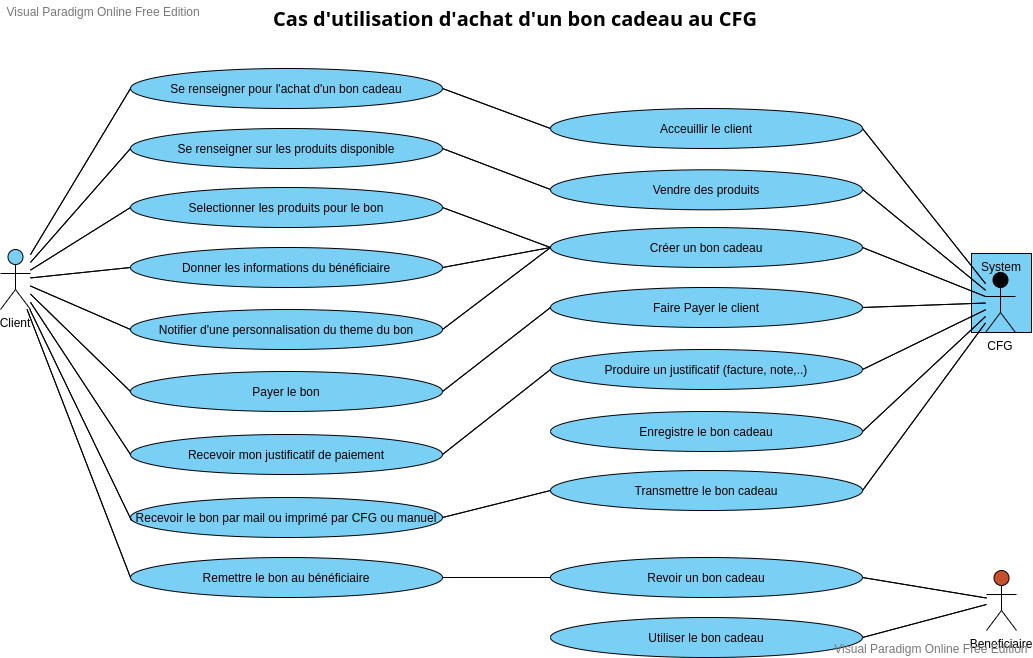 Visual Paradigm Online Free Edition
Cas d'utilisation d'achat d'un bon cadeau au CFG
Se renseigner pour l'achat d'un bon cadeau
Acceuillir le client
Se renseigner sur les produits disponible
Vendre des produits
Selectionner les produits pour le bon
Créer un bon cadeau
Donner les informations du bénéficiaire
System
Faire Payer le client
Client
Notifier d'une personnalisation du theme du bon
CFG
Produire un justificatif (facture, note,..)
Payer le bon
Enregistre le bon cadeau
Recevoir mon justificatif de paiement
Transmettre le bon cadeau
Recevoir le bon par mail ou imprimé par CFG ou manuel
Remettre le bon au bénéficiaire
Revoir un bon cadeau
Utiliser le bon cadeau
Beneficiaire
Visual Paradigm Online Free Edition